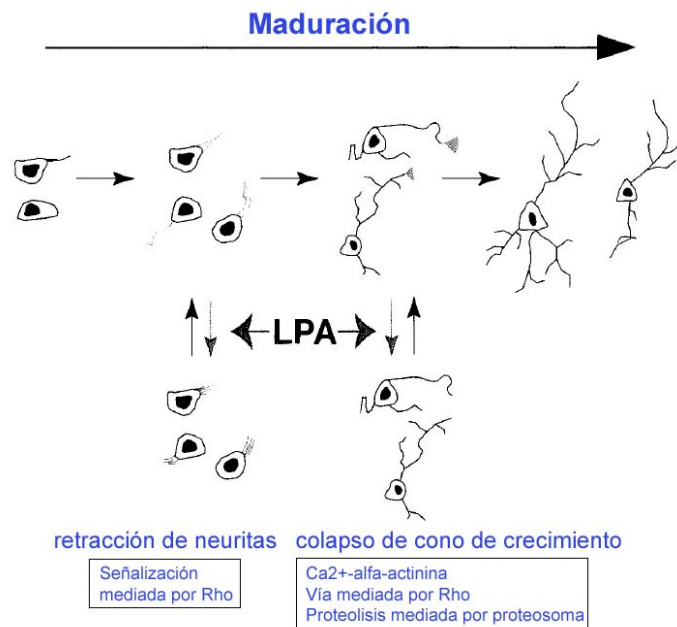 Maduración
LPA
retracción de neuritas
colapso de cono de crecimiento
Señalización
mediada por Rho
Ca2+-alfa-actinina
Vía mediada por Rho
Proteolisis mediada por proteosoma